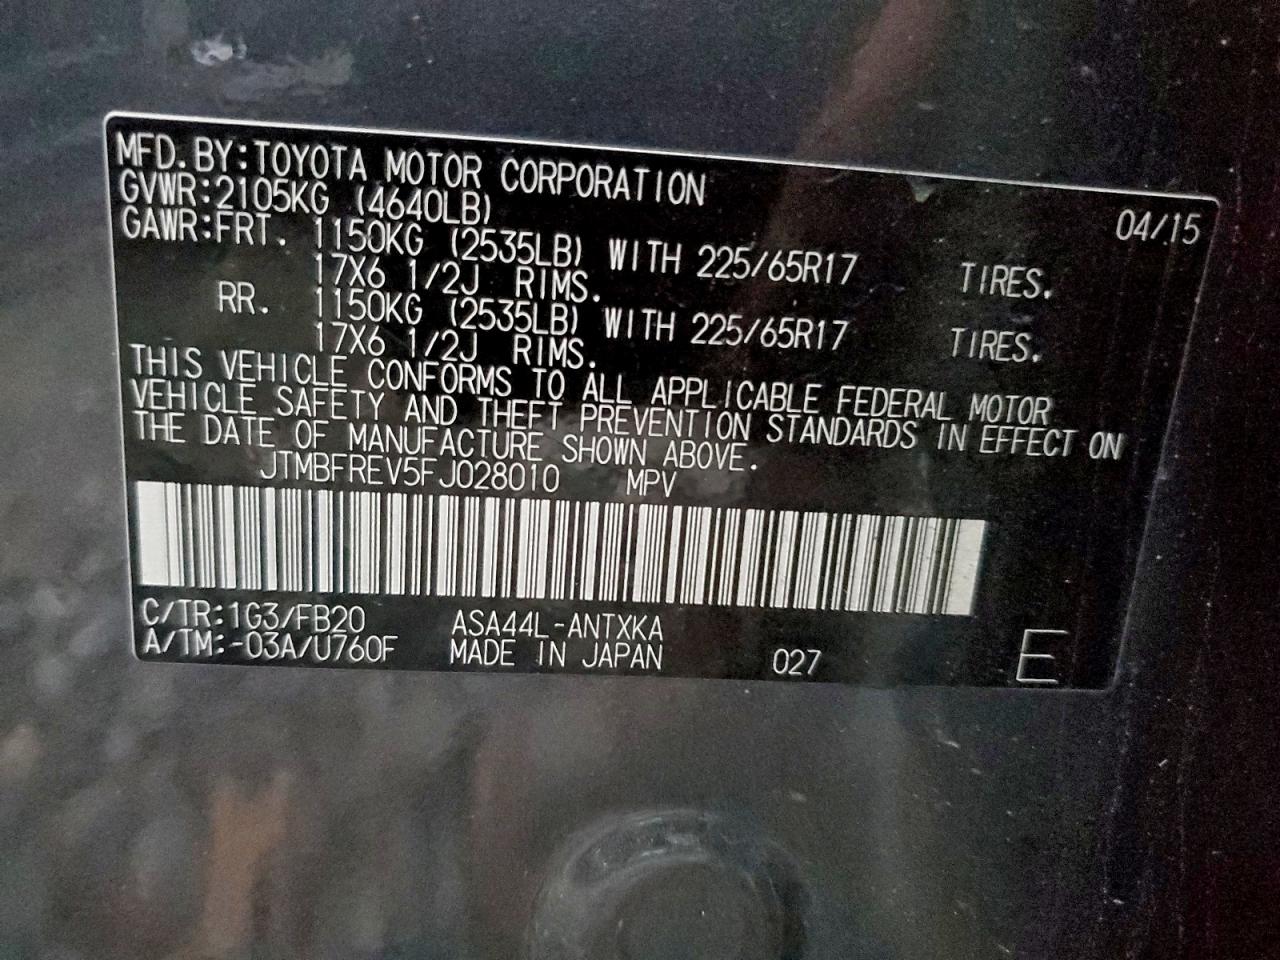 MFD.BY:TOYOTA MOTOR CORPORATION 04/15
GVWR:2105KG (4640LB)
GAWR:FRT. 1150KG (2535LB) WITH 225/65R17 TIRES.
17X6 1/2J RIMS.
RR. 1150KG (2535LB) WITH 225/65R17 TIRES.
17X6 1/2J RIMS.
THIS VEHICLE CONFORMS TO ALL APPLICABLE FEDERAL MOTOR
VEHICLE SAFETY AND THEFT PREVENTION STANDARDS IN EFFECT ON
THE DATE OF MANUFACTURE SHOWN ABOVE.
JTMBFREV5FJ028010 MPV
C/TR:1G3/FB20 ASA44L-ANTXKA
A/TM:-03A/U760F MADE IN JAPAN 027 E